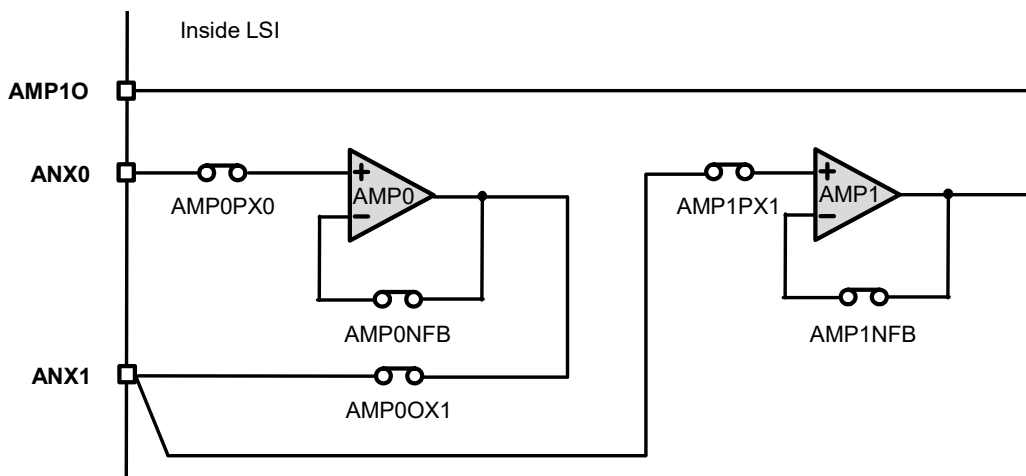 Inside LSI
AMP1O
ANX0
+
+
AMP0
AMP1
AMP0PX0
AMP1PX1
−
−
AMP0NFB
AMP1NFB
ANX1
AMP0OX1